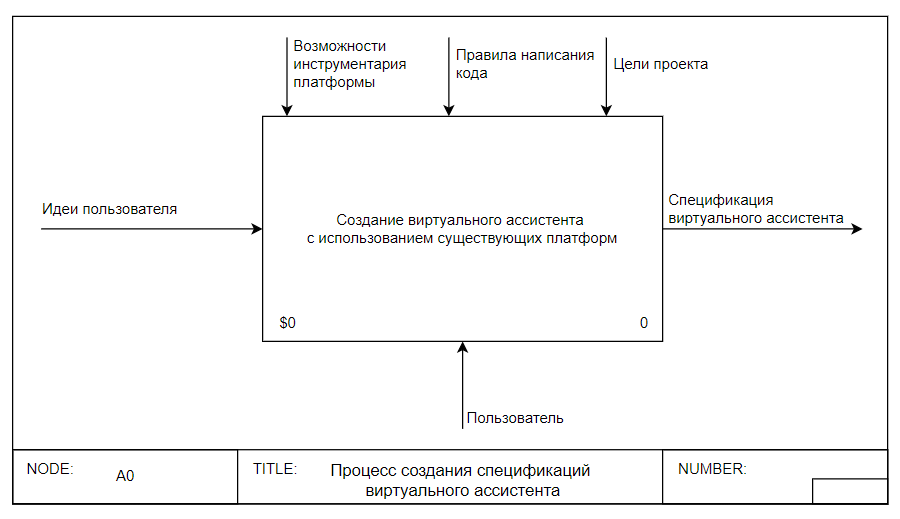 Возможности
инструментария
платформы
Правила написания
кода
Цели проекта
Идеи пользователя
Создание виртуального ассистента
с использованием существующих платформ
Спецификация
виртуального ассистента
$0
0
Пользователь
NODE:
A0
TITLE:
Процесс создания спецификаций
виртуального ассистента
NUMBER: